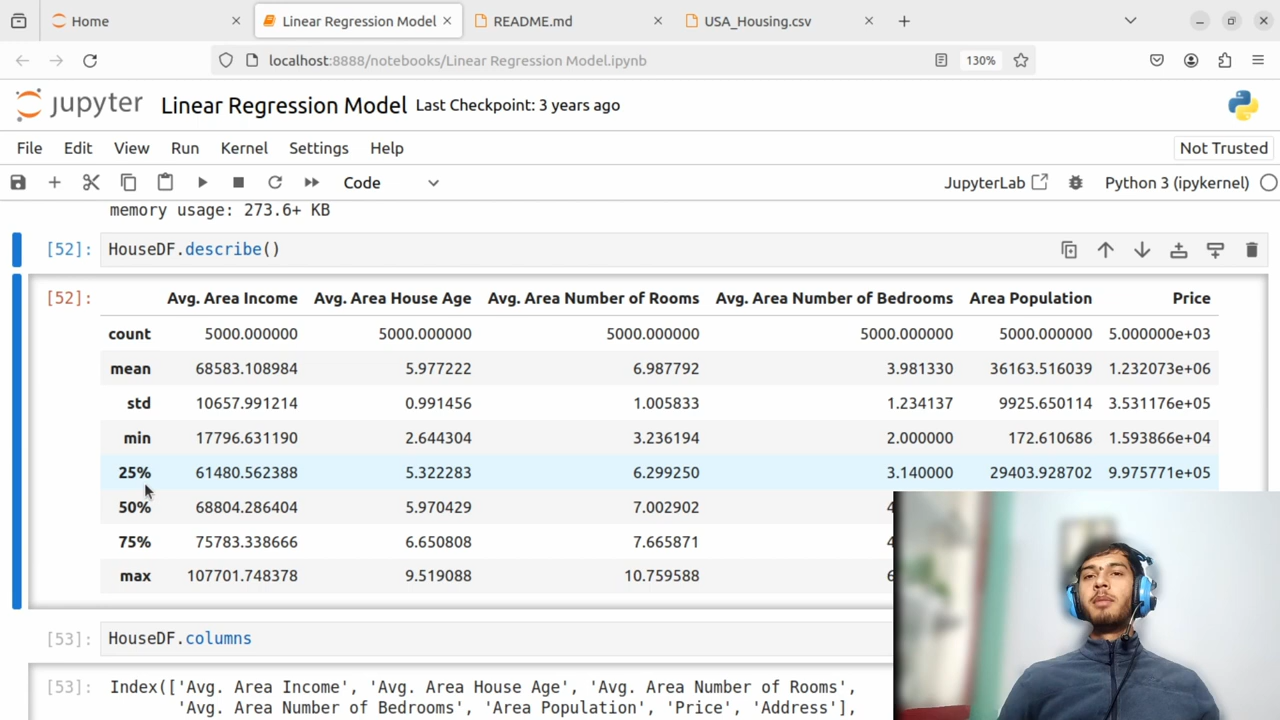 Home
Linear Regression Model
README.md
USA_Housing.csv
localhost:8888/notebooks/Linear Regression Model.ipynb
130%
jupyter Linear Regression Model Last Checkpoint: 3 years ago
File Edit View Run Kernel Settings Help
Not Trusted
Code
JupyterLab
Python 3 (ipykernel)
memory usage: 273.6+ KB
[52]: HouseDF.describe()
[52]: Avg. Area Income Avg. Area House Age Avg. Area Number of Rooms Avg. Area Number of Bedrooms Area Population Price
count 5000.000000 5000.000000 5000.000000 5000.000000 5000.000000 5.000000e+03
mean 68583.108984 5.977222 6.987792 3.981330 36163.516039 1.232073e+06
std 10657.991214 0.991456 1.005833 1.234137 9925.650114 3.531176e+05
min 17796.631190 2.644304 3.236194 2.000000 172.610686 1.593866e+04
25% 61480.562388 5.322283 6.299250 3.140000 29403.928702 9.975771e+05
50% 68804.286404 5.970429 7.002902
75% 75783.338666 6.650808 7.665871
max 107701.748378 9.519088 10.759588
[53]: HouseDF.columns
[53]: Index(['Avg. Area Income', 'Avg. Area House Age', 'Avg. Area Number of Rooms',
'Avg. Area Number of Bedrooms', 'Area Population', 'Price', 'Address'],